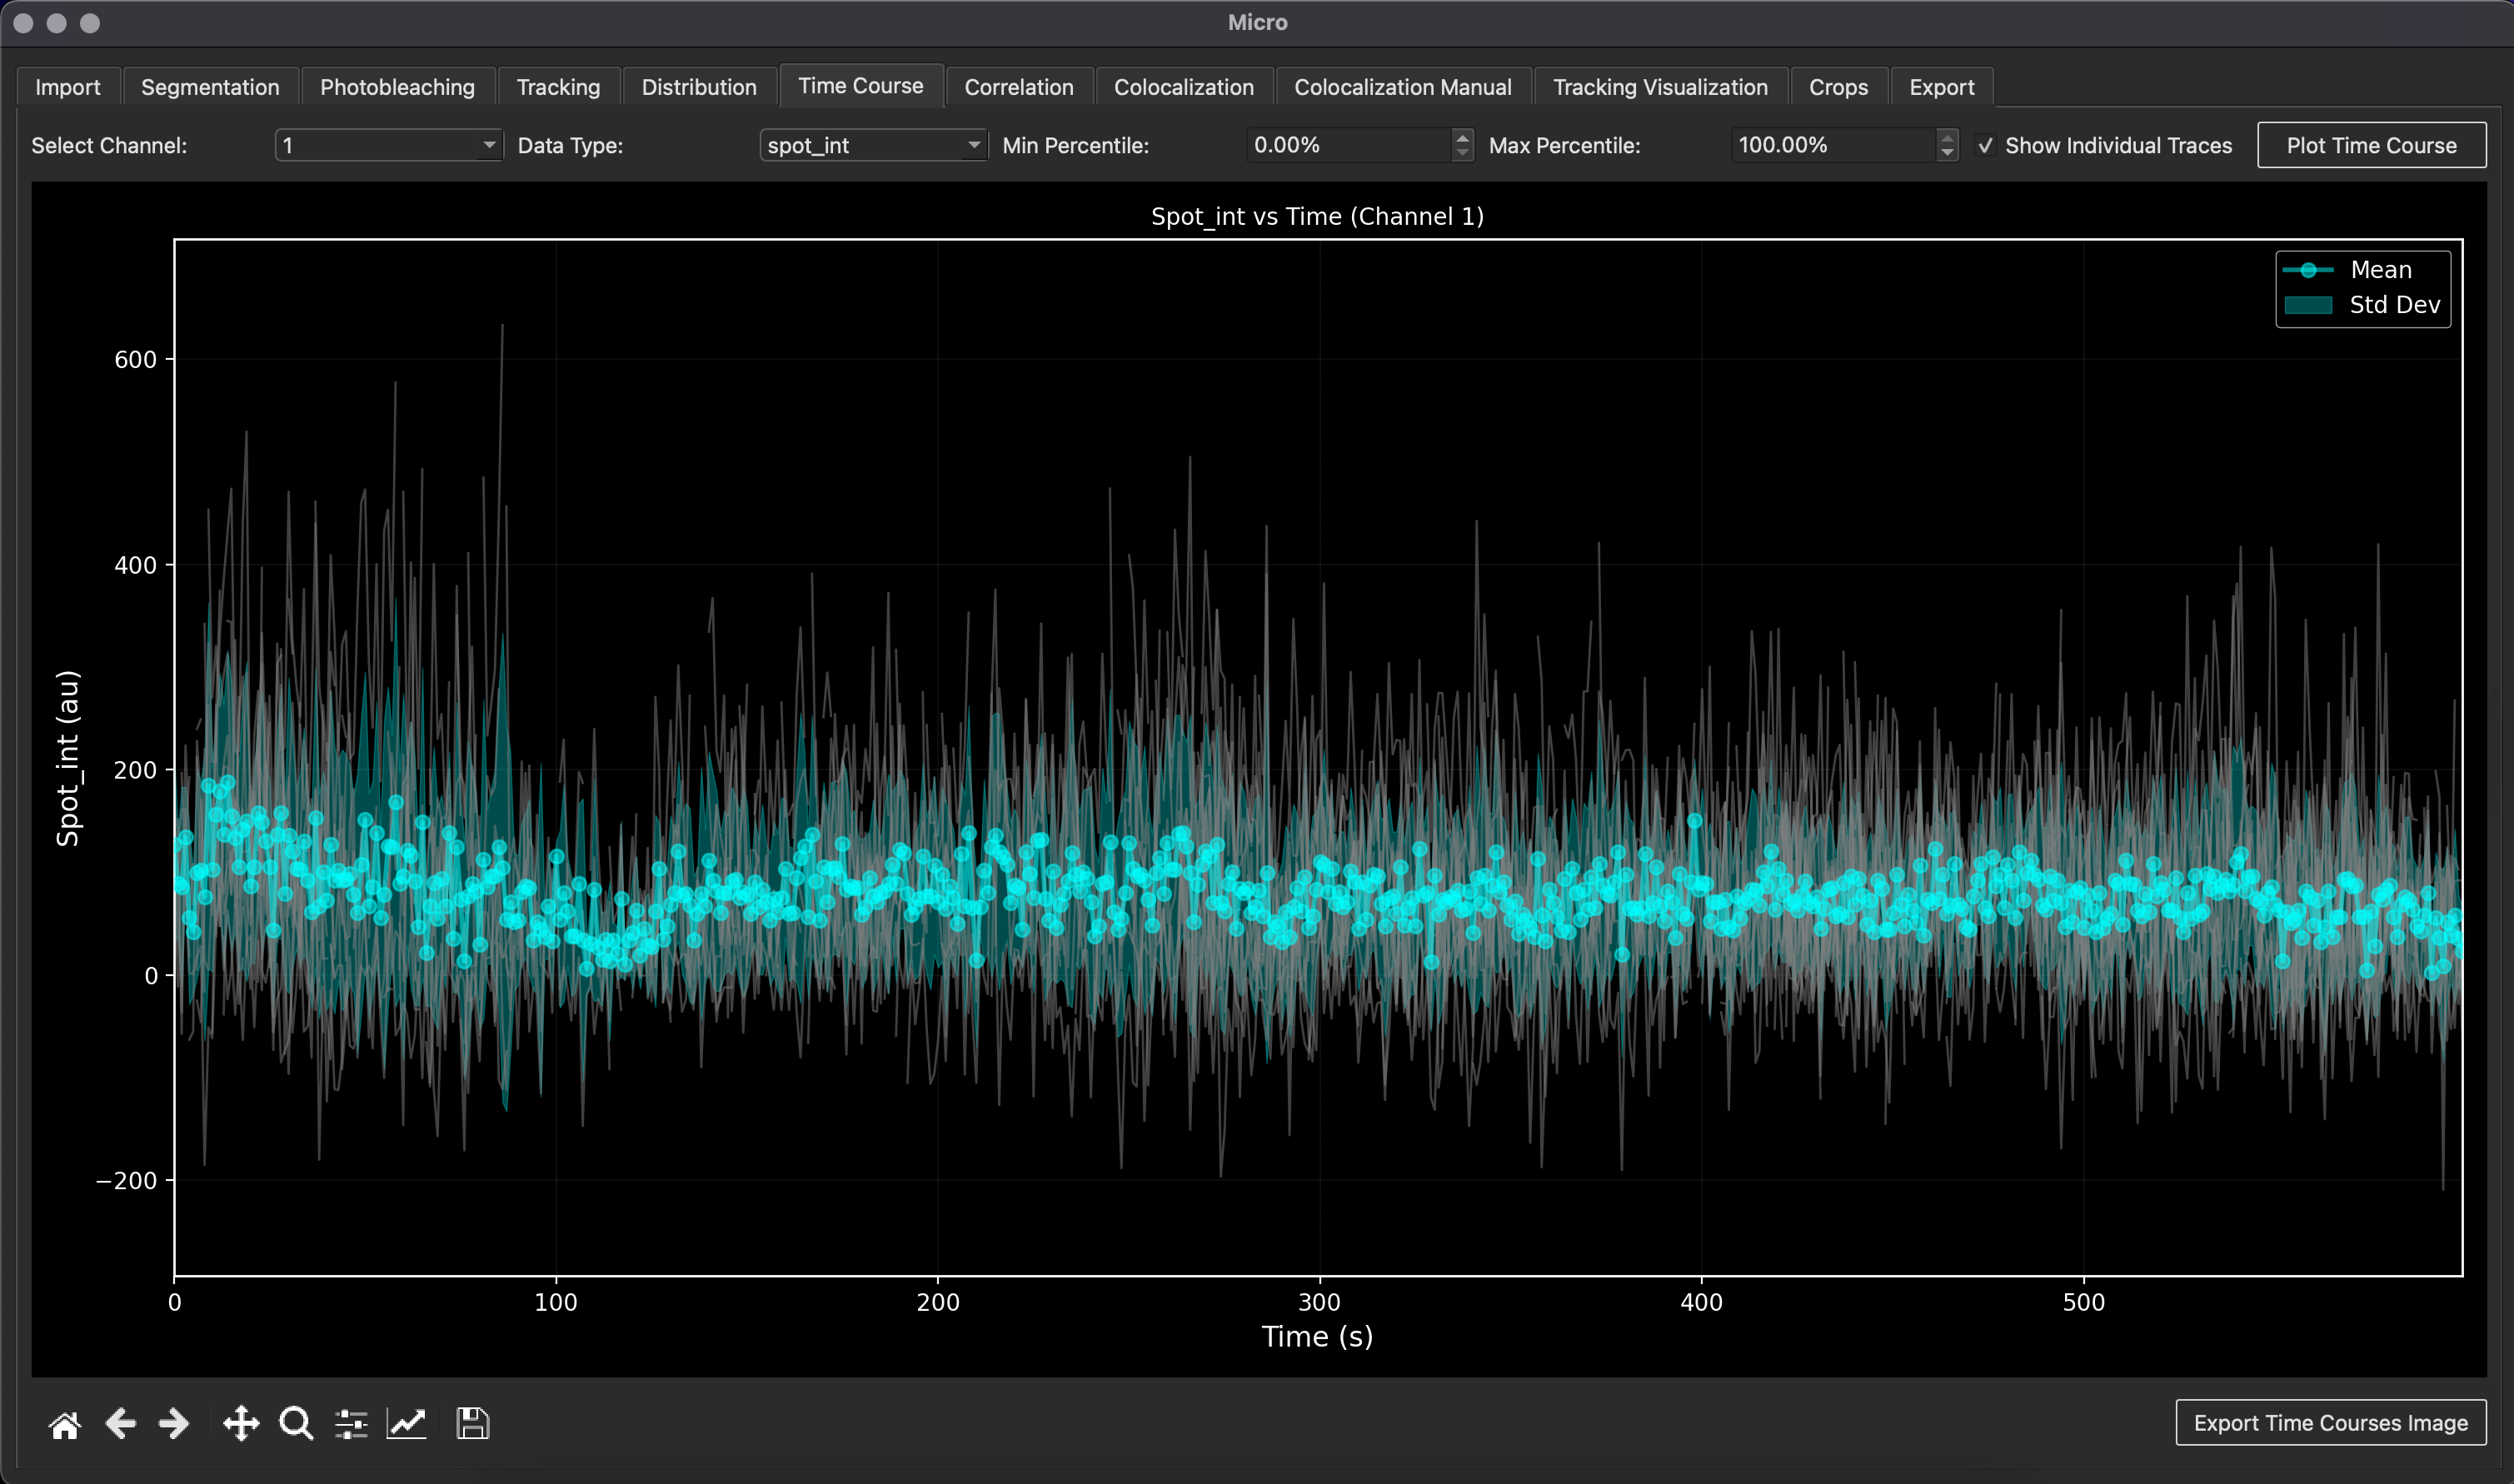 Micro
Import Segmentation Photobleaching Tracking Distribution Time Course Correlation Colocalization Colocalization Manual Tracking Visualization Crops Export
Select Channel: 1 Data Type: spot_int Min Percentile: 0.00% Max Percentile: 100.00% Show Individual Traces Plot Time Course
Spot_int vs Time (Channel 1)
Mean
Std Dev
600
400
200
0
−200
Spot_int (au)
0 100 200 300 400 500
Time (s)
Export Time Courses Image